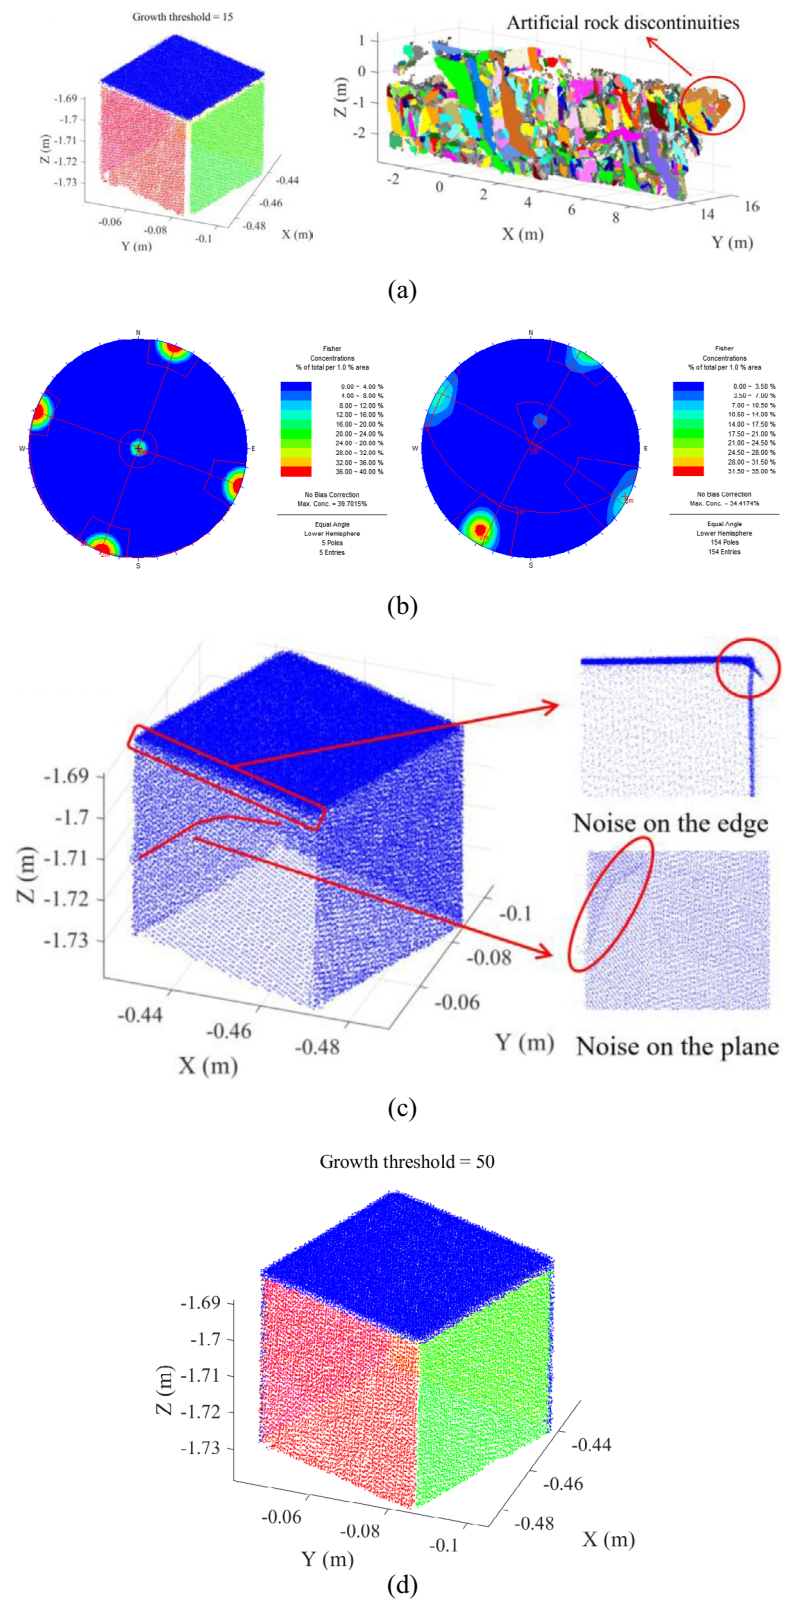 Growth threshold = 15
Artificial rock discontinuities
-1.69
-1.7
-1.71
-1.72
-1.73
Z (m)
-0.06
-0.08
-0.1
Y (m)
-0.44
-0.46
-0.48
X (m)
1
0
-1
-2
Z (m)
-2
0
2
4
6
8
X (m)
14
16
Y (m)
(a)
N
W
E
S
Fisher
Concentrations
% of total per 1.0 % area
0.00 ~ 4.00 %
4.00 ~ 8.00 %
8.00 ~ 12.00 %
12.00 ~ 16.00 %
16.00 ~ 20.00 %
20.00 ~ 24.00 %
24.00 ~ 28.00 %
28.00 ~ 32.00 %
32.00 ~ 36.00 %
36.00 ~ 40.00 %
No Bias Correction
Max. Conc. = 39.7015%
Equal Angle
Lower Hemisphere
5 Poles
5 Entries
N
W
E
S
Fisher
Concentrations
% of total per 1.0 % area
0.00 ~ 3.50 %
3.50 ~ 7.00 %
7.00 ~ 10.50 %
10.50 ~ 14.00 %
14.00 ~ 17.50 %
17.50 ~ 21.00 %
21.00 ~ 24.50 %
24.50 ~ 28.00 %
28.00 ~ 31.50 %
31.50 ~ 35.00 %
No Bias Correction
Max. Conc. = 34.4174%
Equal Angle
Lower Hemisphere
154 Poles
154 Entries
(b)
-1.69
-1.7
-1.71
-1.72
-1.73
Z (m)
-0.44
-0.46
-0.48
X (m)
-0.1
-0.08
-0.06
Y (m)
Noise on the edge
Noise on the plane
(c)
Growth threshold = 50
-1.69
-1.7
-1.71
-1.72
-1.73
Z (m)
-0.06
-0.08
-0.1
Y (m)
-0.44
-0.46
-0.48
X (m)
(d)